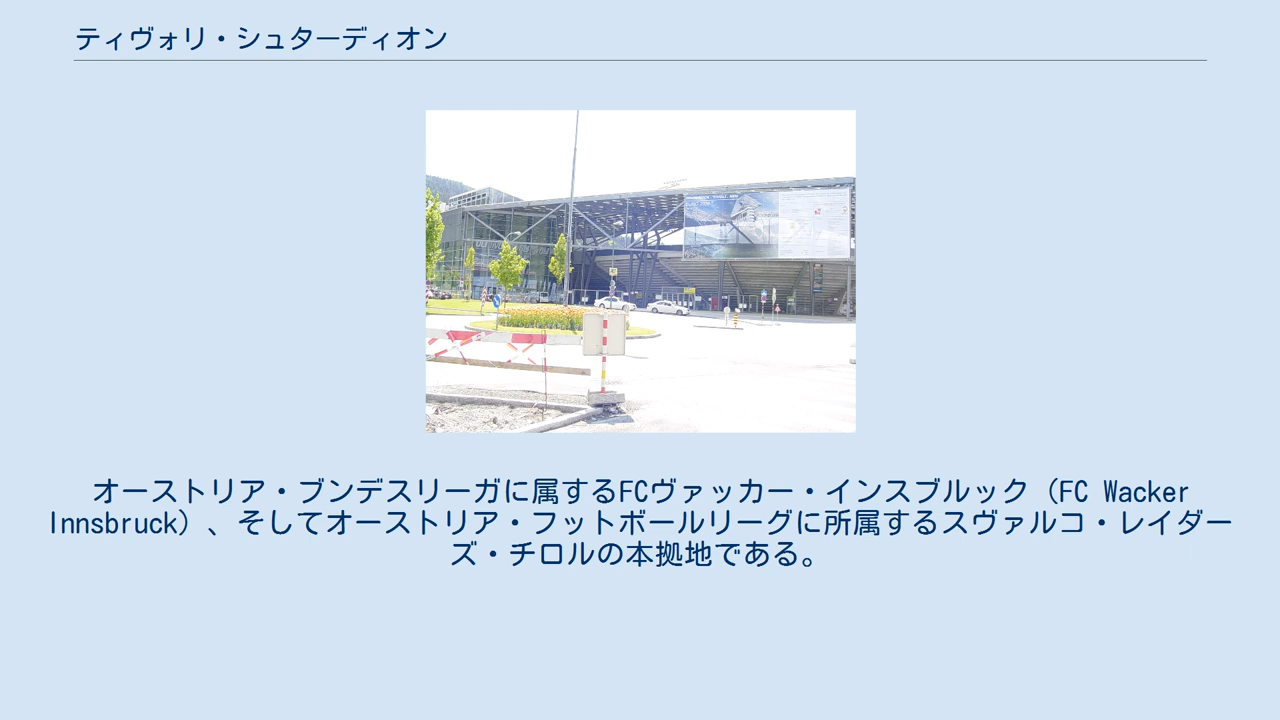 ティヴォリ・シュターディオン
オーストリア・ブンデスリーガに属するFCヴァッカー・インスブルック（FC Wacker
Innsbruck）、そしてオーストリア・フットボールリーグに所属するスヴァルコ・レイダー
ズ・チロルの本拠地である。